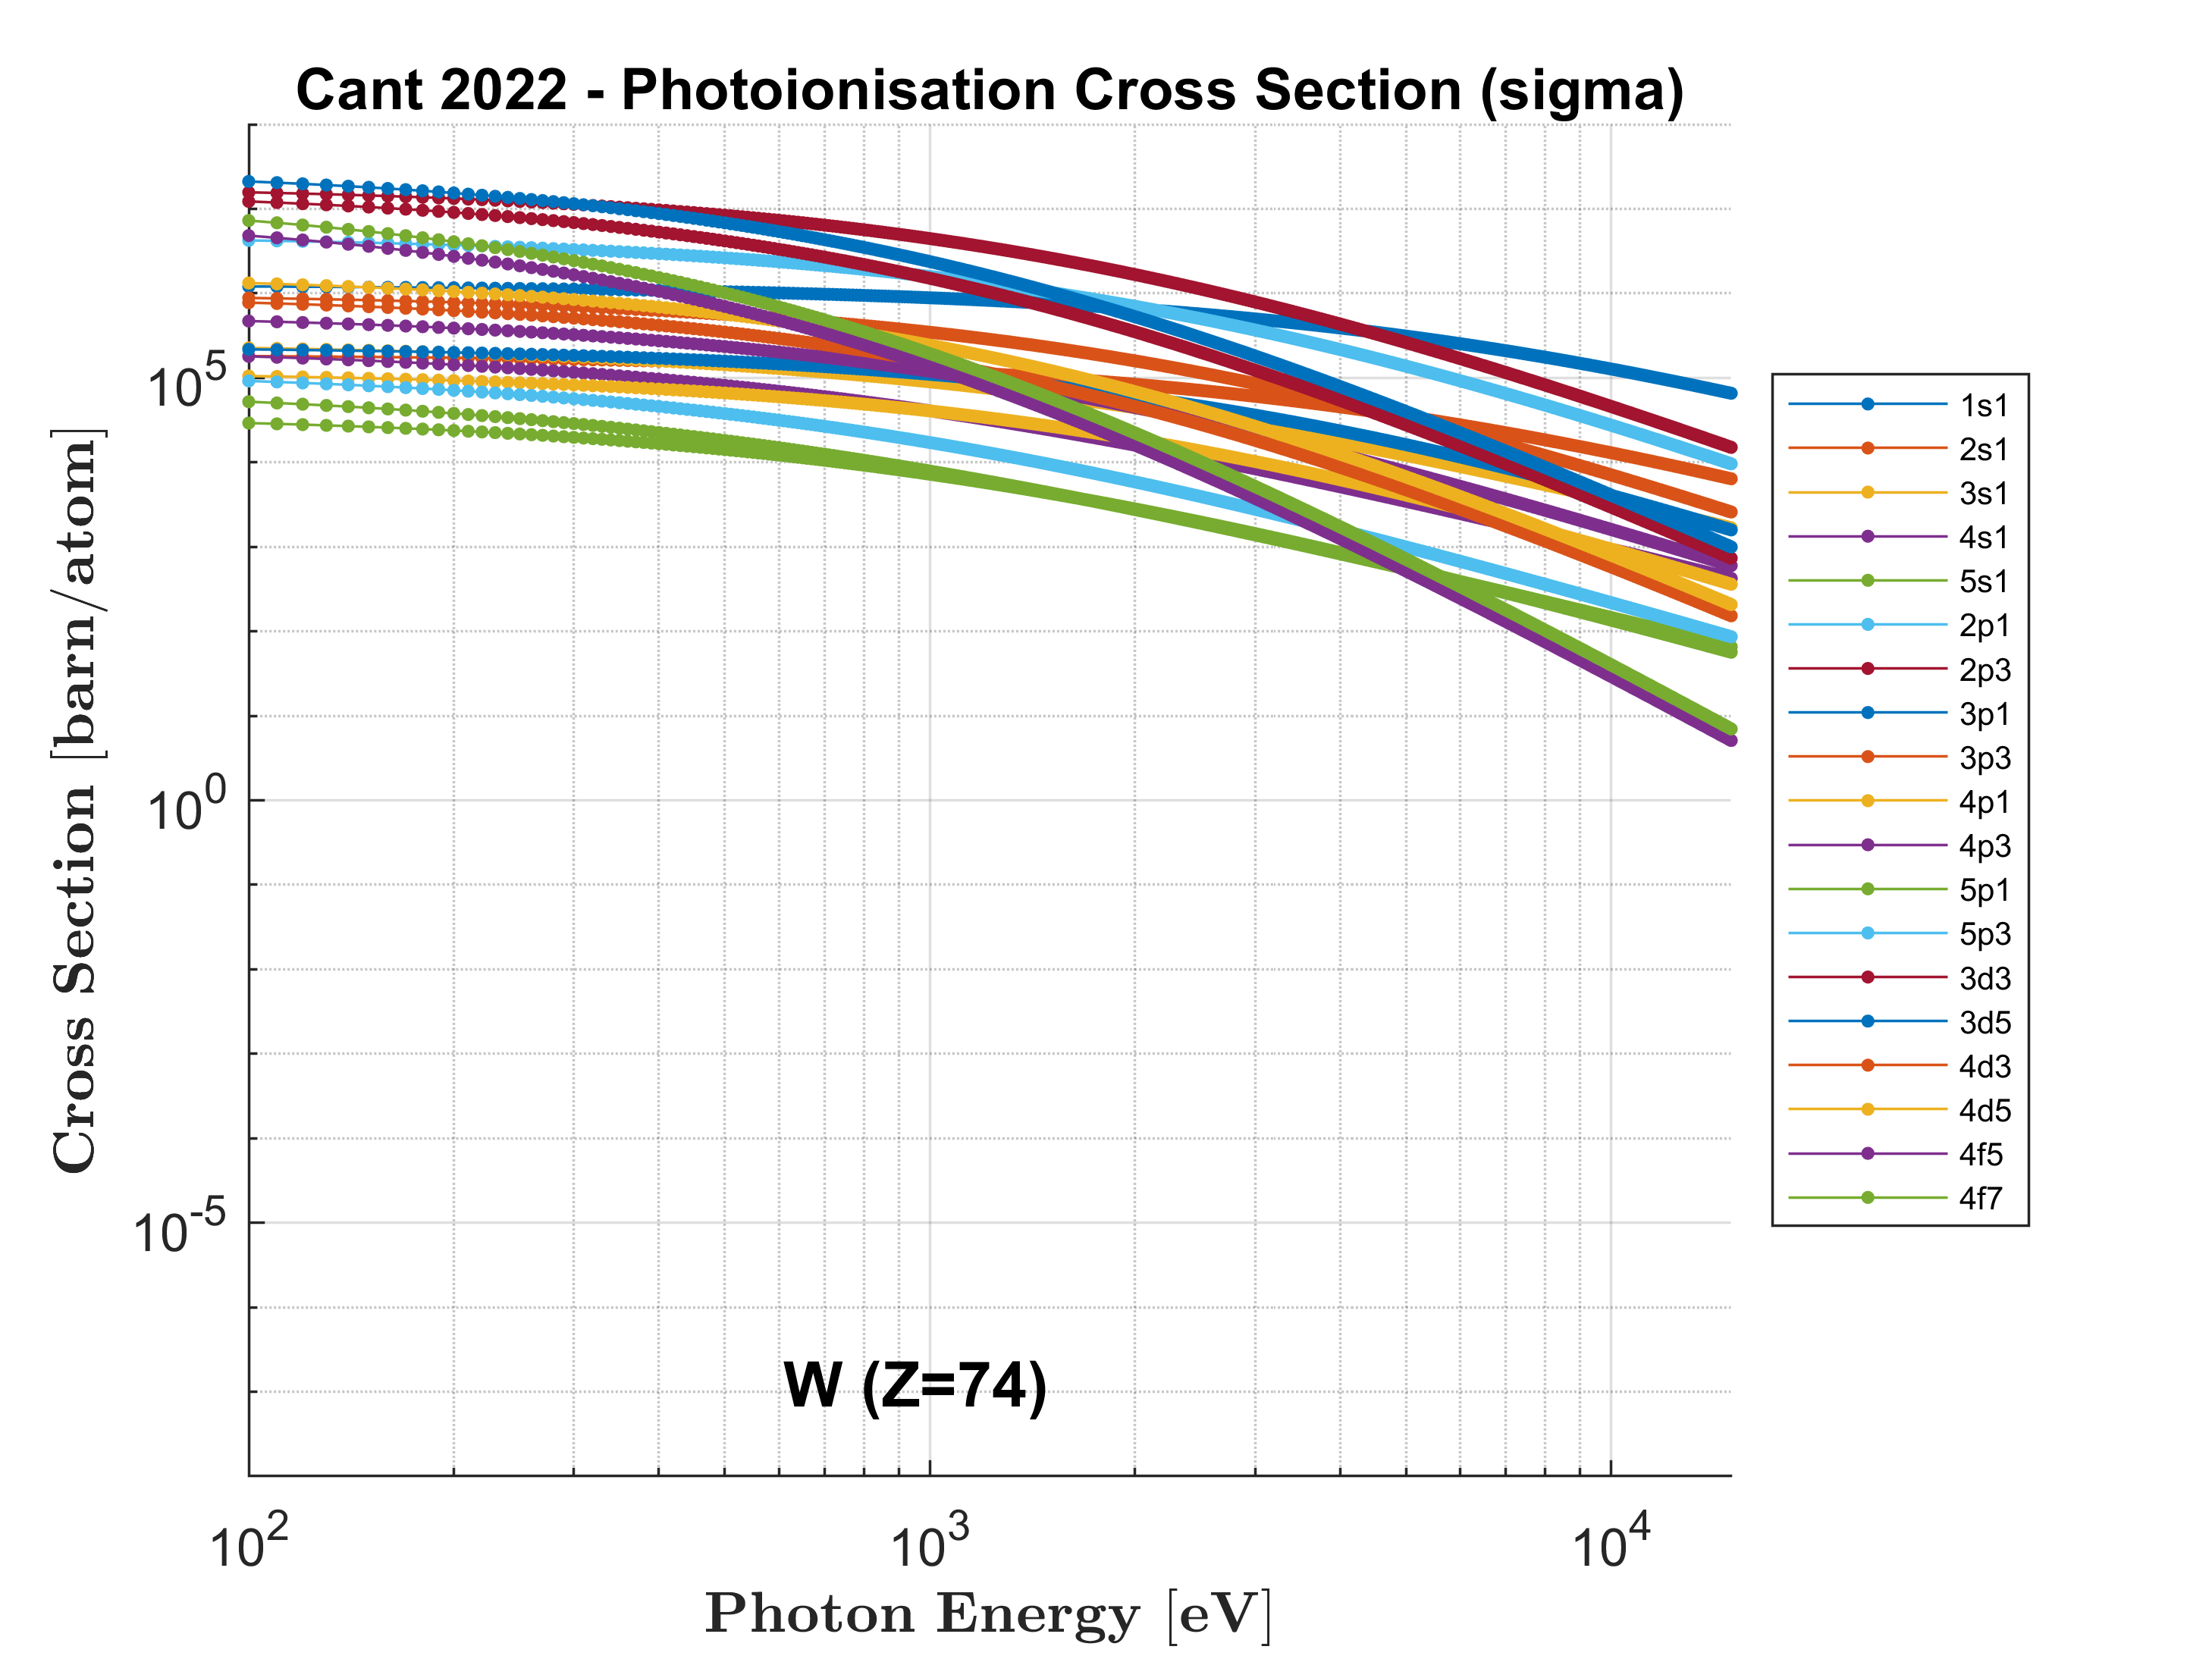 Cant 2022 - Photoionisation Cross Section (sigma)
Cross Section [barn/atom]
10^5
10^0
10^-5
W (Z=74)
10^2
10^3
10^4
Photon Energy [eV]
1s1
2s1
3s1
4s1
5s1
2p1
2p3
3p1
3p3
4p1
4p3
5p1
5p3
3d3
3d5
4d3
4d5
4f5
4f7